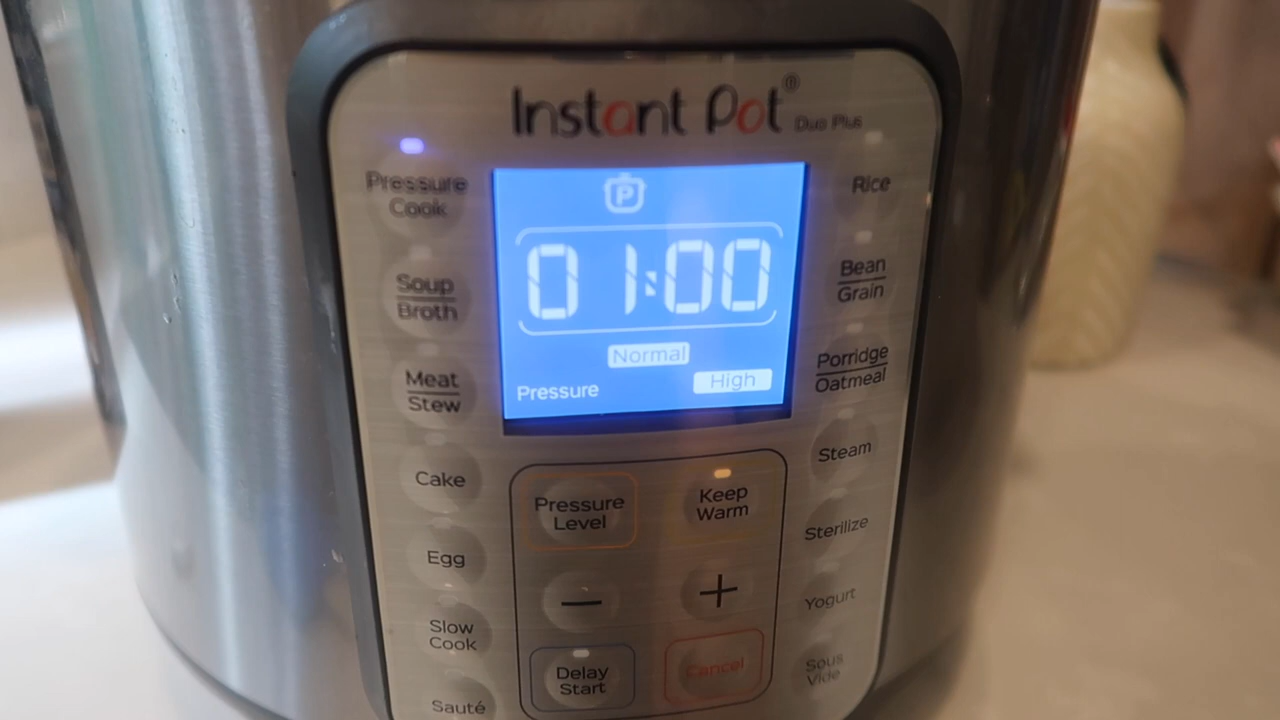 Instant Pot®
Duo Plus
Pressure
Cook
Soup
Broth
Meat
Stew
Cake
Egg
Slow
Cook
Sauté
P
01:00
Normal
Pressure High
Pressure
Level
Keep
Warm
−
+
Delay
Start
Cancel
Rice
Bean
Grain
Porridge
Oatmeal
Steam
Sterilize
Yogurt
Sous
Vide